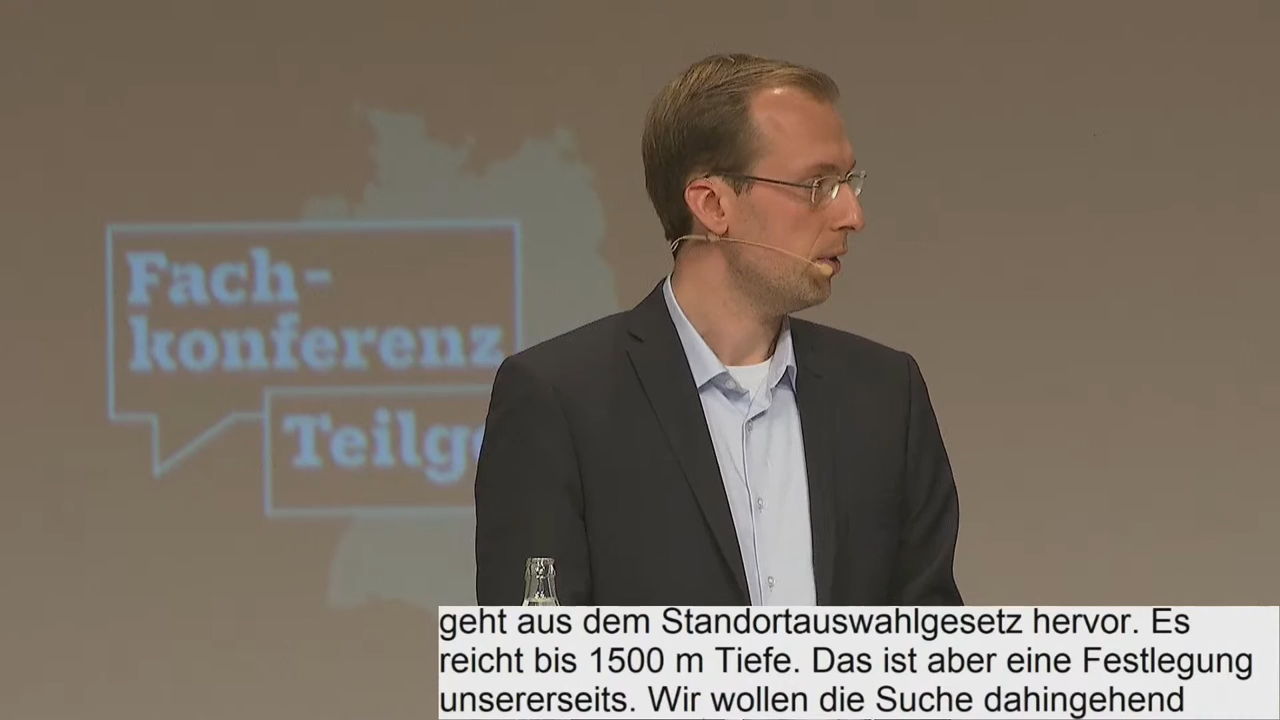 Fach-
konferenz
Teilge
geht aus dem Standortauswahlgesetz hervor. Es
reicht bis 1500 m Tiefe. Das ist aber eine Festlegung
unsererseits. Wir wollen die Suche dahingehend